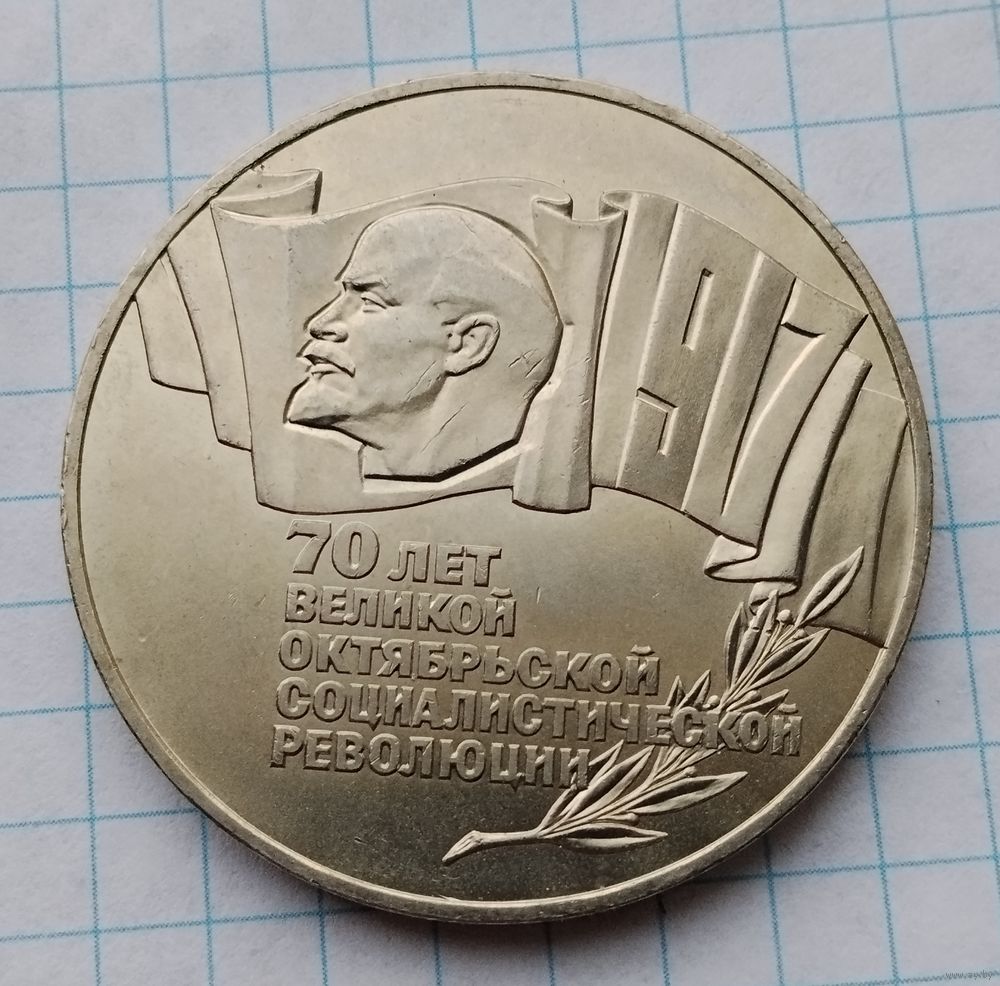 1917
70 ЛЕТ
ВЕЛИКОЙ
ОКТЯБРЬСКОЙ
СОЦИАЛИСТИЧЕСКОЙ
РЕВОЛЮЦИИ